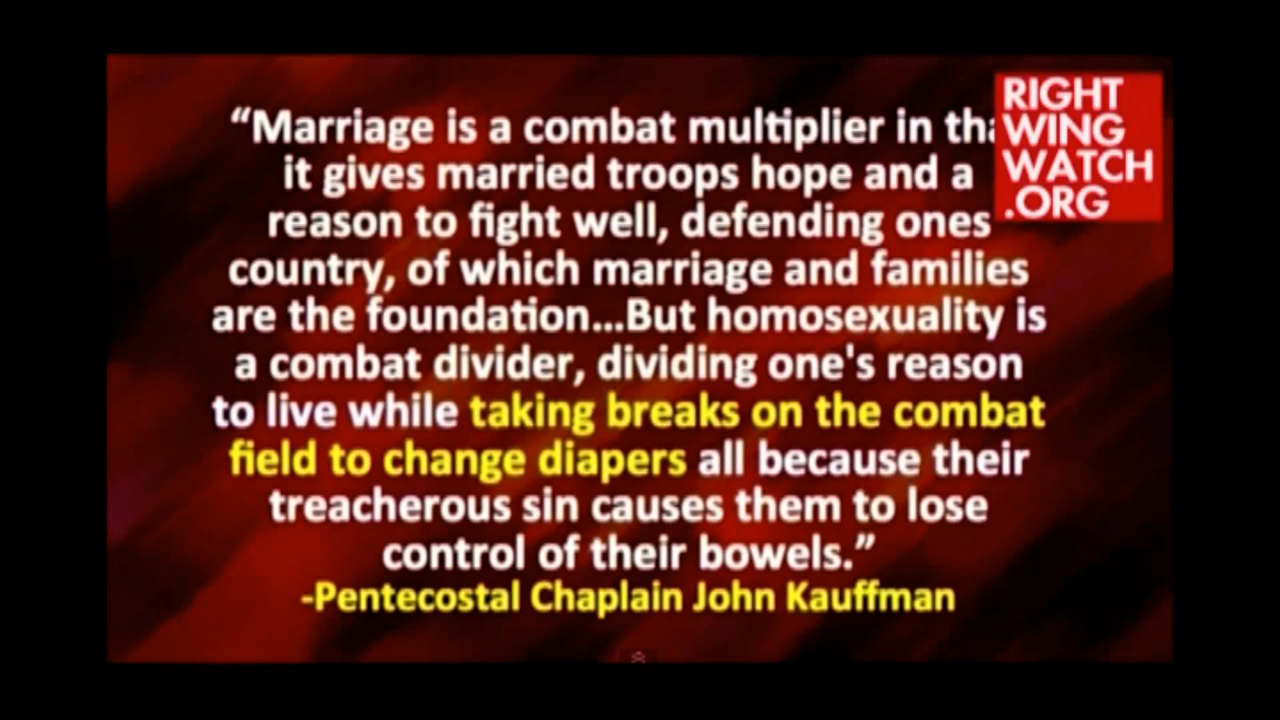 “Marriage is a combat multiplier in tha
it gives married troops hope and a
reason to fight well, defending ones
country, of which marriage and families
are the foundation...But homosexuality is
a combat divider, dividing one's reason
to live while taking breaks on the combat
field to change diapers all because their
treacherous sin causes them to lose
control of their bowels.”
-Pentecostal Chaplain John Kauffman
RIGHT
WING
WATCH
.ORG